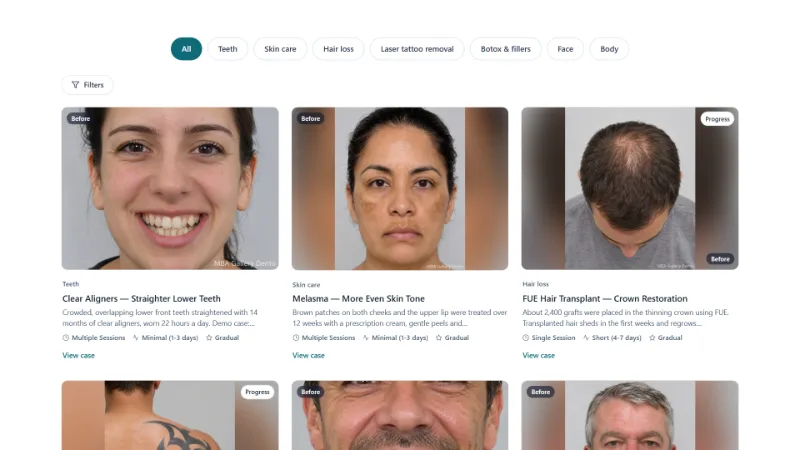 All
Teeth
Skin care
Hair loss
Laser tattoo removal
Botox & fillers
Face
Body
Filters
Before
MBA Gallery Demo
Before
Progress
Before
Teeth
Clear Aligners — Straighter Lower Teeth
Crowded, overlapping lower front teeth straightened with 14
months of clear aligners, worn 22 hours a day. Demo case:...
Multiple Sessions
Minimal (1-3 days)
Gradual
View case
Skin care
Melasma — More Even Skin Tone
Brown patches on both cheeks and the upper lip were treated over
12 weeks with a prescription cream, gentle peels and...
Multiple Sessions
Minimal (1-3 days)
Gradual
View case
Hair loss
FUE Hair Transplant — Crown Restoration
About 2,400 grafts were placed in the thinning crown using FUE.
Transplanted hair sheds in the first weeks and regrows...
Single Session
Short (4-7 days)
Gradual
View case
Progress
Before
Before